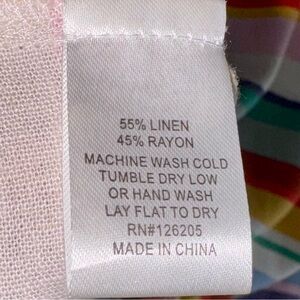 55% LINEN
45% RAYON
MACHINE WASH COLD
TUMBLE DRY LOW
OR HAND WASH
LAY FLAT TO DRY
RN#126205
MADE IN CHINA